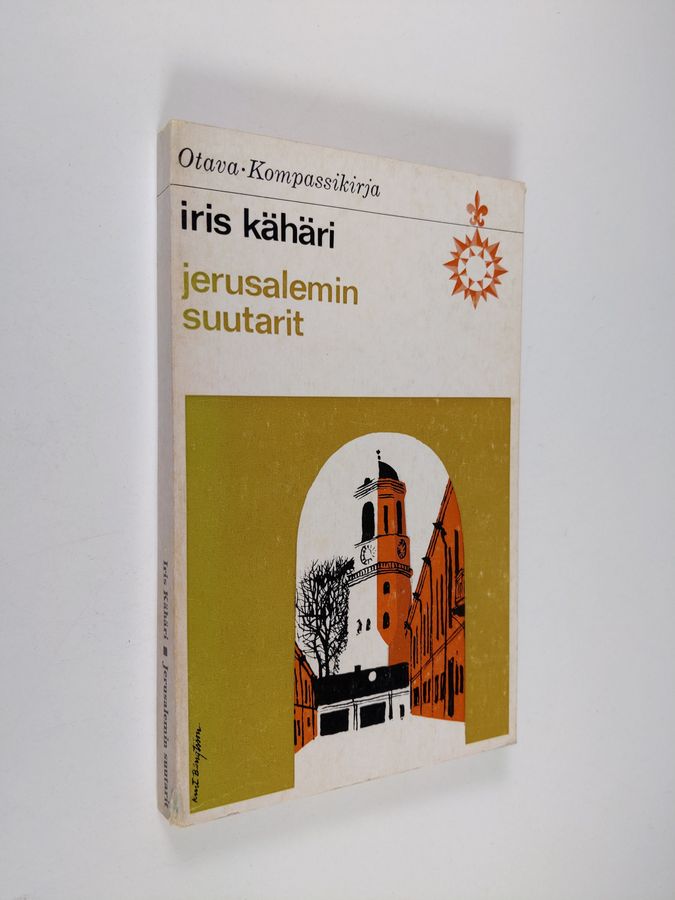 Otava · Kompassikirja
iris kähäri
jerusalemin
suutarit
Iris Kähäri ■ Jerusalemin suutarit